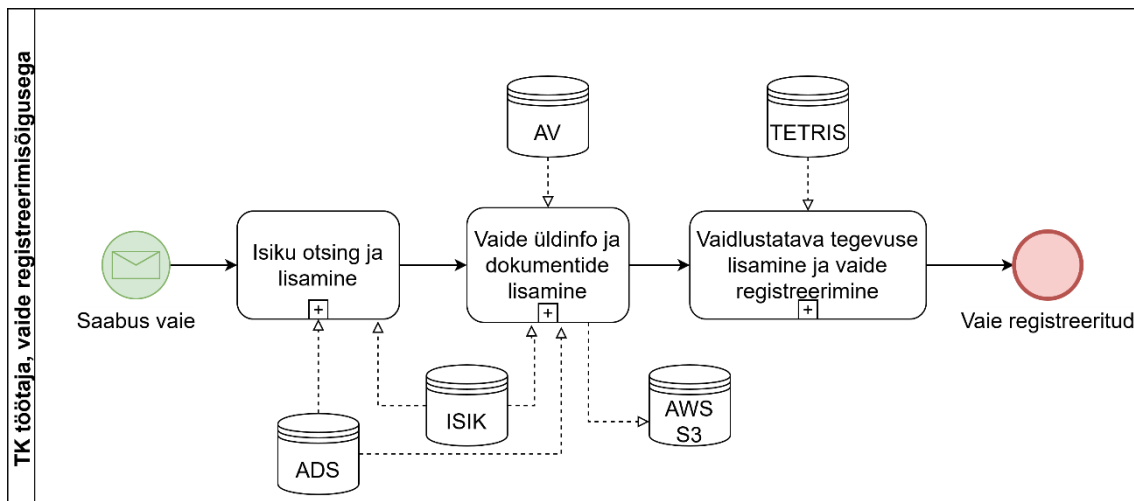 TK töötaja, vaide registreerimisõigusega
AV
TETRIS
Saabus vaie
Isiku otsing ja
lisamine
+
Vaide üldinfo ja
dokumentide
lisamine
+
Vaidlustatava tegevuse
lisamine ja vaide
registreerimine
+
Vaie registreeritud
ADS
ISIK
AWS
S3